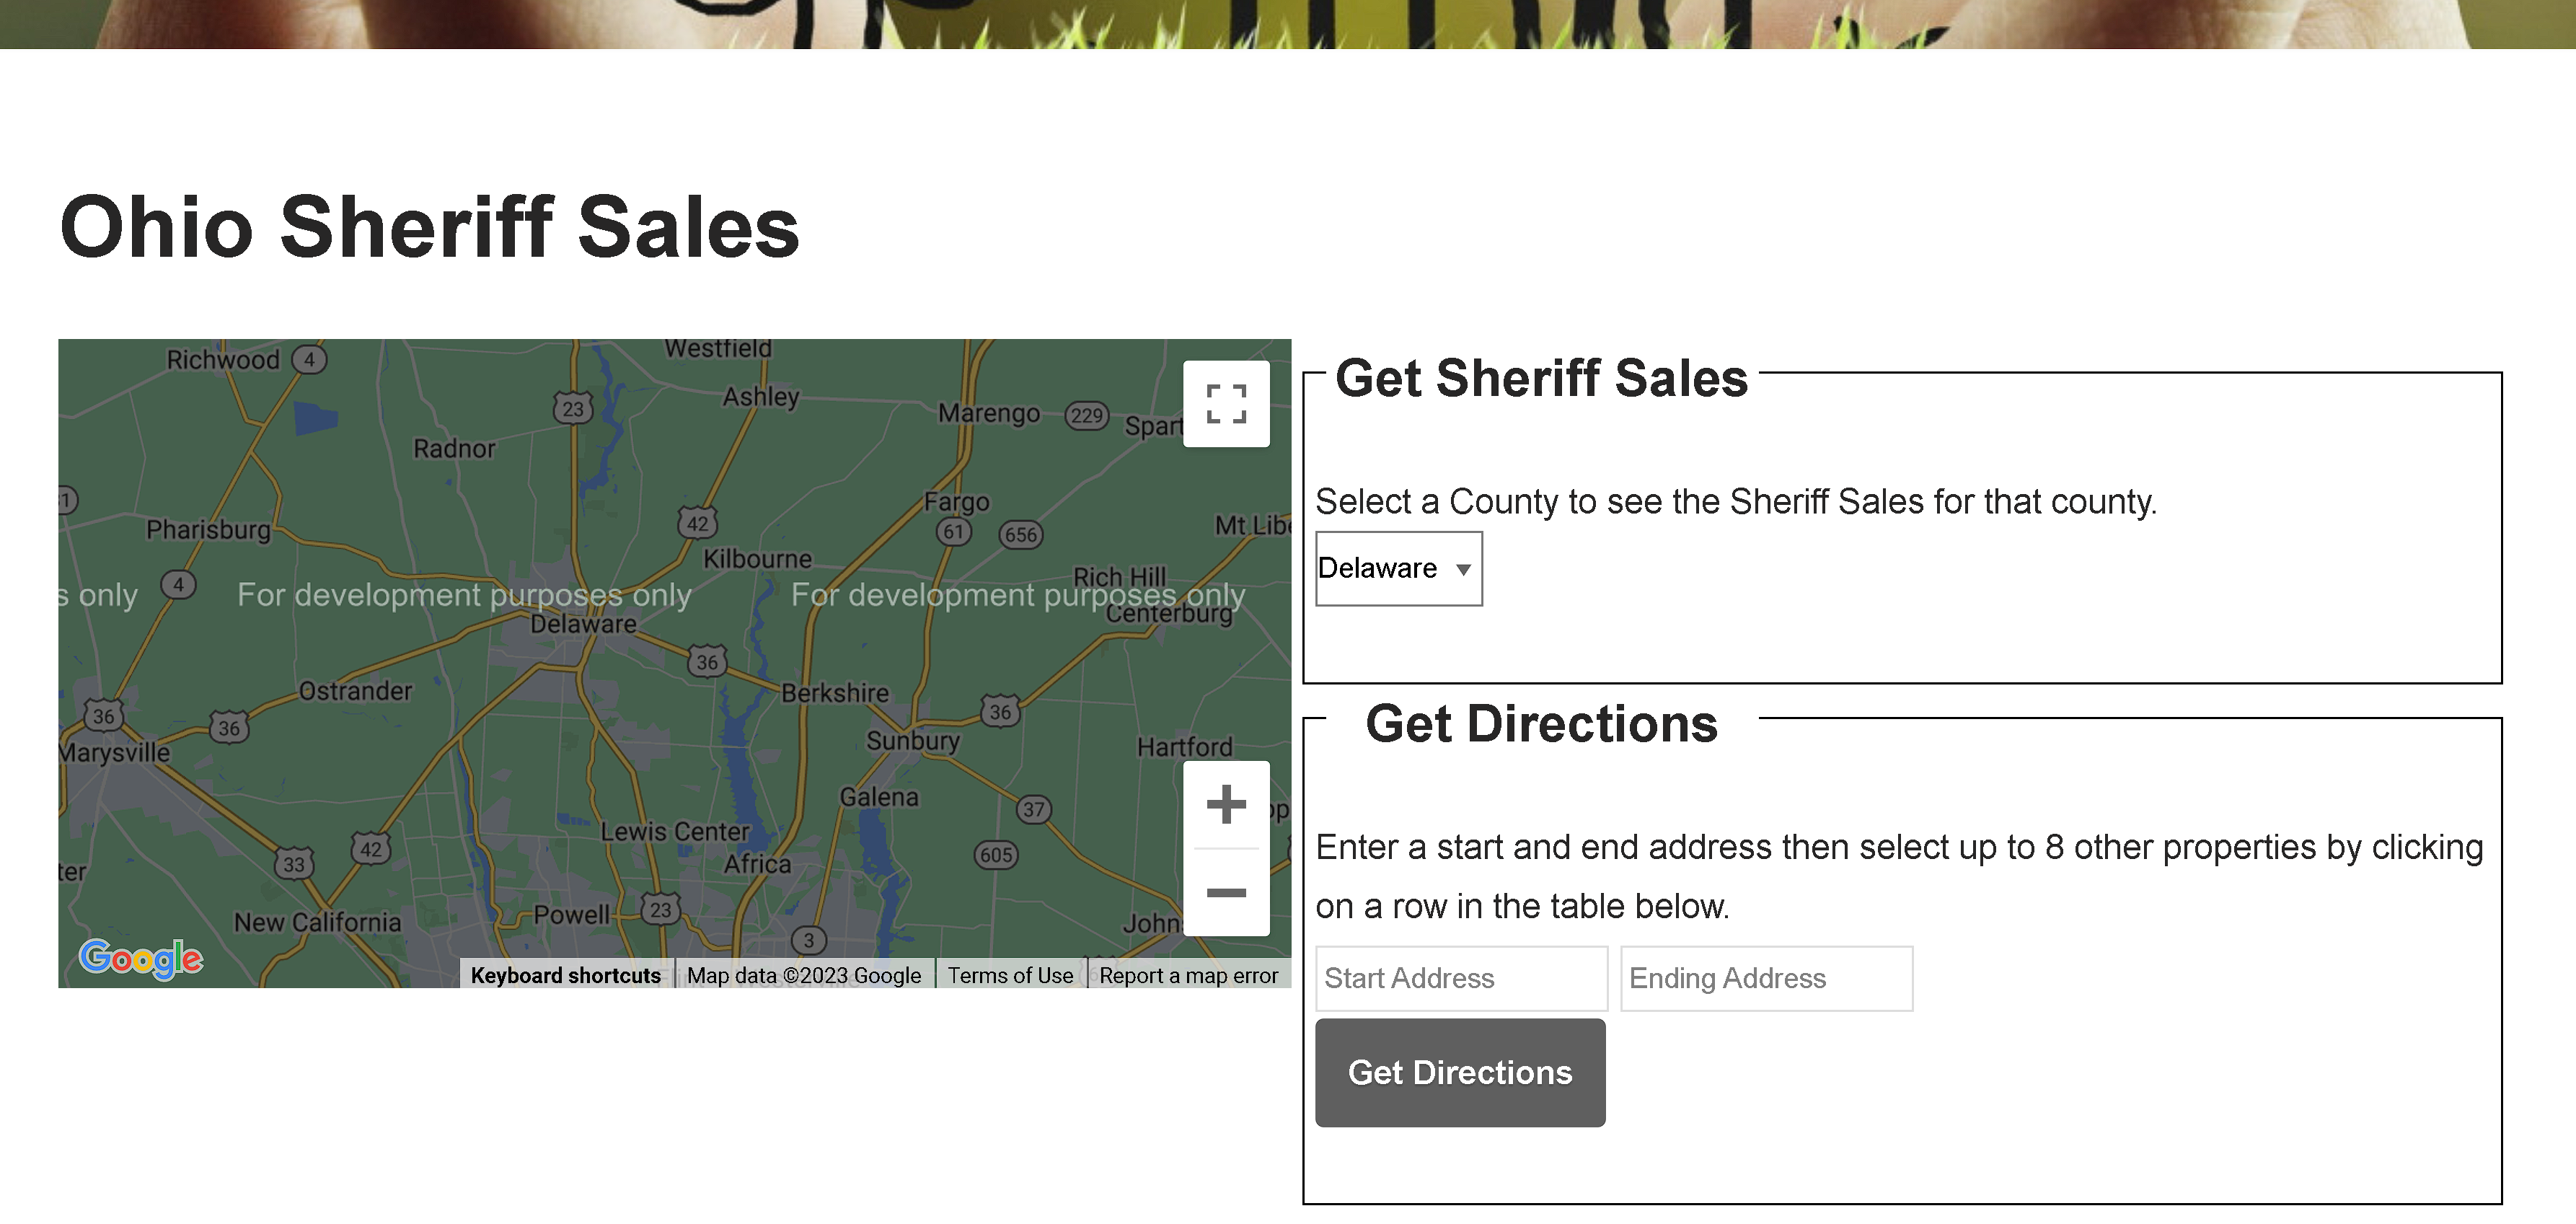 Ohio Sheriff Sales
Richwood 4
Westfield
23
Ashley
Marengo 229
Radnor
Fargo
42
61 656
Pharisburg
Kilbourne
Rich Hill
4
s only For development purposes only For development purposes only
Centerburg
Delaware
36
Ostrander
Berkshire
36 36 36
Marysville
Sunbury
Hartford
Galena
37
Lewis Center
42
605
33
Africa
ter
New California
Powell 23
3
Google
Keyboard shortcuts Map data ©2023 Google Terms of Use Report a map error
Get Sheriff Sales
Select a County to see the Sheriff Sales for that county.
Delaware
Get Directions
Enter a start and end address then select up to 8 other properties by clicking
on a row in the table below.
Start Address Ending Address
Get Directions